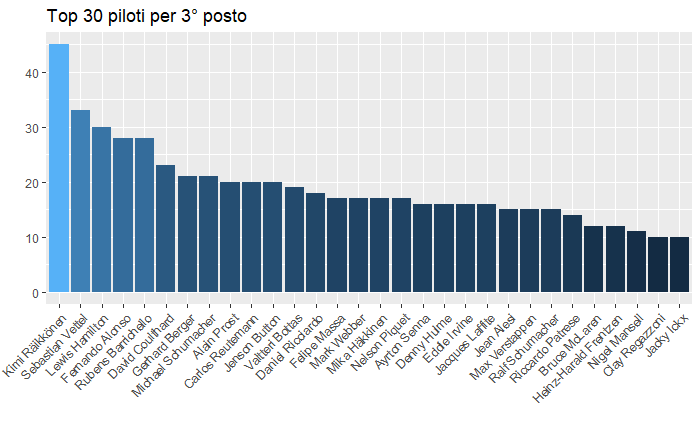 Top 30 piloti per 3° posto
40
30
20
10
0
Kimi Räikkönen
Sebastian Vettel
Lewis Hamilton
Fernando Alonso
Rubens Barrichello
David Coulthard
Gerhard Berger
Michael Schumacher
Alain Prost
Carlos Reutemann
Jenson Button
Valtteri Bottas
Daniel Ricciardo
Felipe Massa
Mark Webber
Mika Häkkinen
Nelson Piquet
Ayrton Senna
Denny Hulme
Eddie Irvine
Jacques Laffite
Jean Alesi
Max Verstappen
Ralf Schumacher
Riccardo Patrese
Bruce McLaren
Heinz-Harald Frentzen
Nigel Mansell
Clay Regazzoni
Jacky Ickx